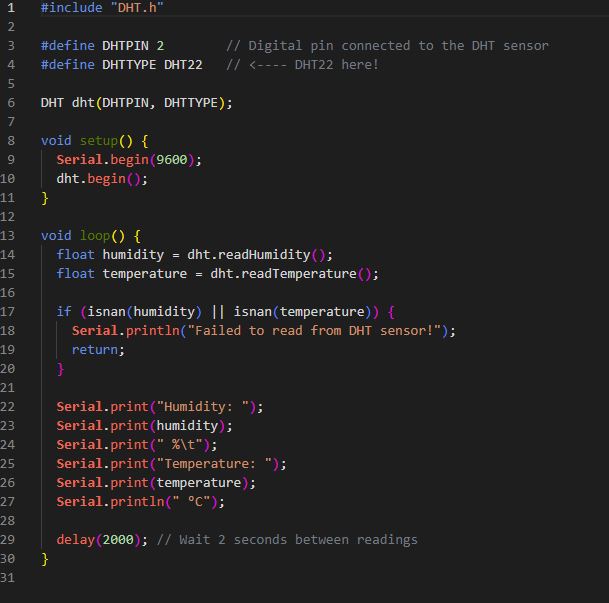 1 #include "DHT.h"
2
3 #define DHTPIN 2        // Digital pin connected to the DHT sensor
4 #define DHTTYPE DHT22   // <---- DHT22 here!
5
6 DHT dht(DHTPIN, DHTTYPE);
7
8 void setup() {
9   Serial.begin(9600);
10   dht.begin();
11 }
12
13 void loop() {
14   float humidity = dht.readHumidity();
15   float temperature = dht.readTemperature();
16
17   if (isnan(humidity) || isnan(temperature)) {
18     Serial.println("Failed to read from DHT sensor!");
19     return;
20   }
21
22   Serial.print("Humidity: ");
23   Serial.print(humidity);
24   Serial.print(" %\t");
25   Serial.print("Temperature: ");
26   Serial.print(temperature);
27   Serial.println(" °C");
28
29   delay(2000); // Wait 2 seconds between readings
30 }
31